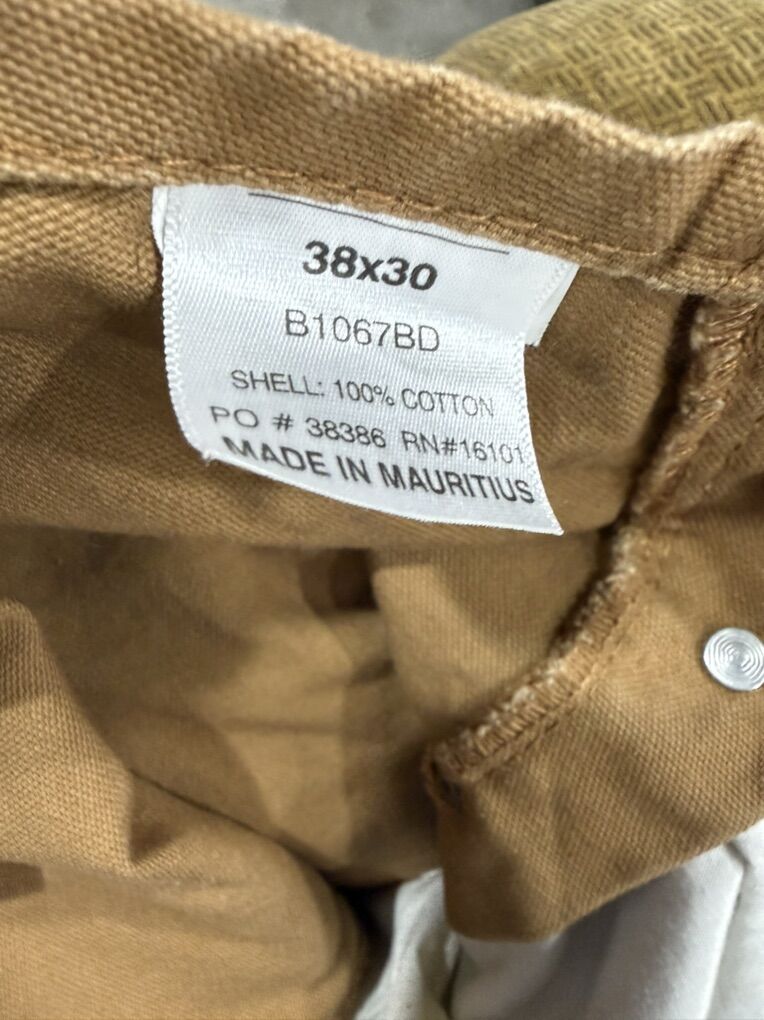 38x30
B1067BD
SHELL: 100% COTTON
PO # 38386 RN#16101
MADE IN MAURITIUS